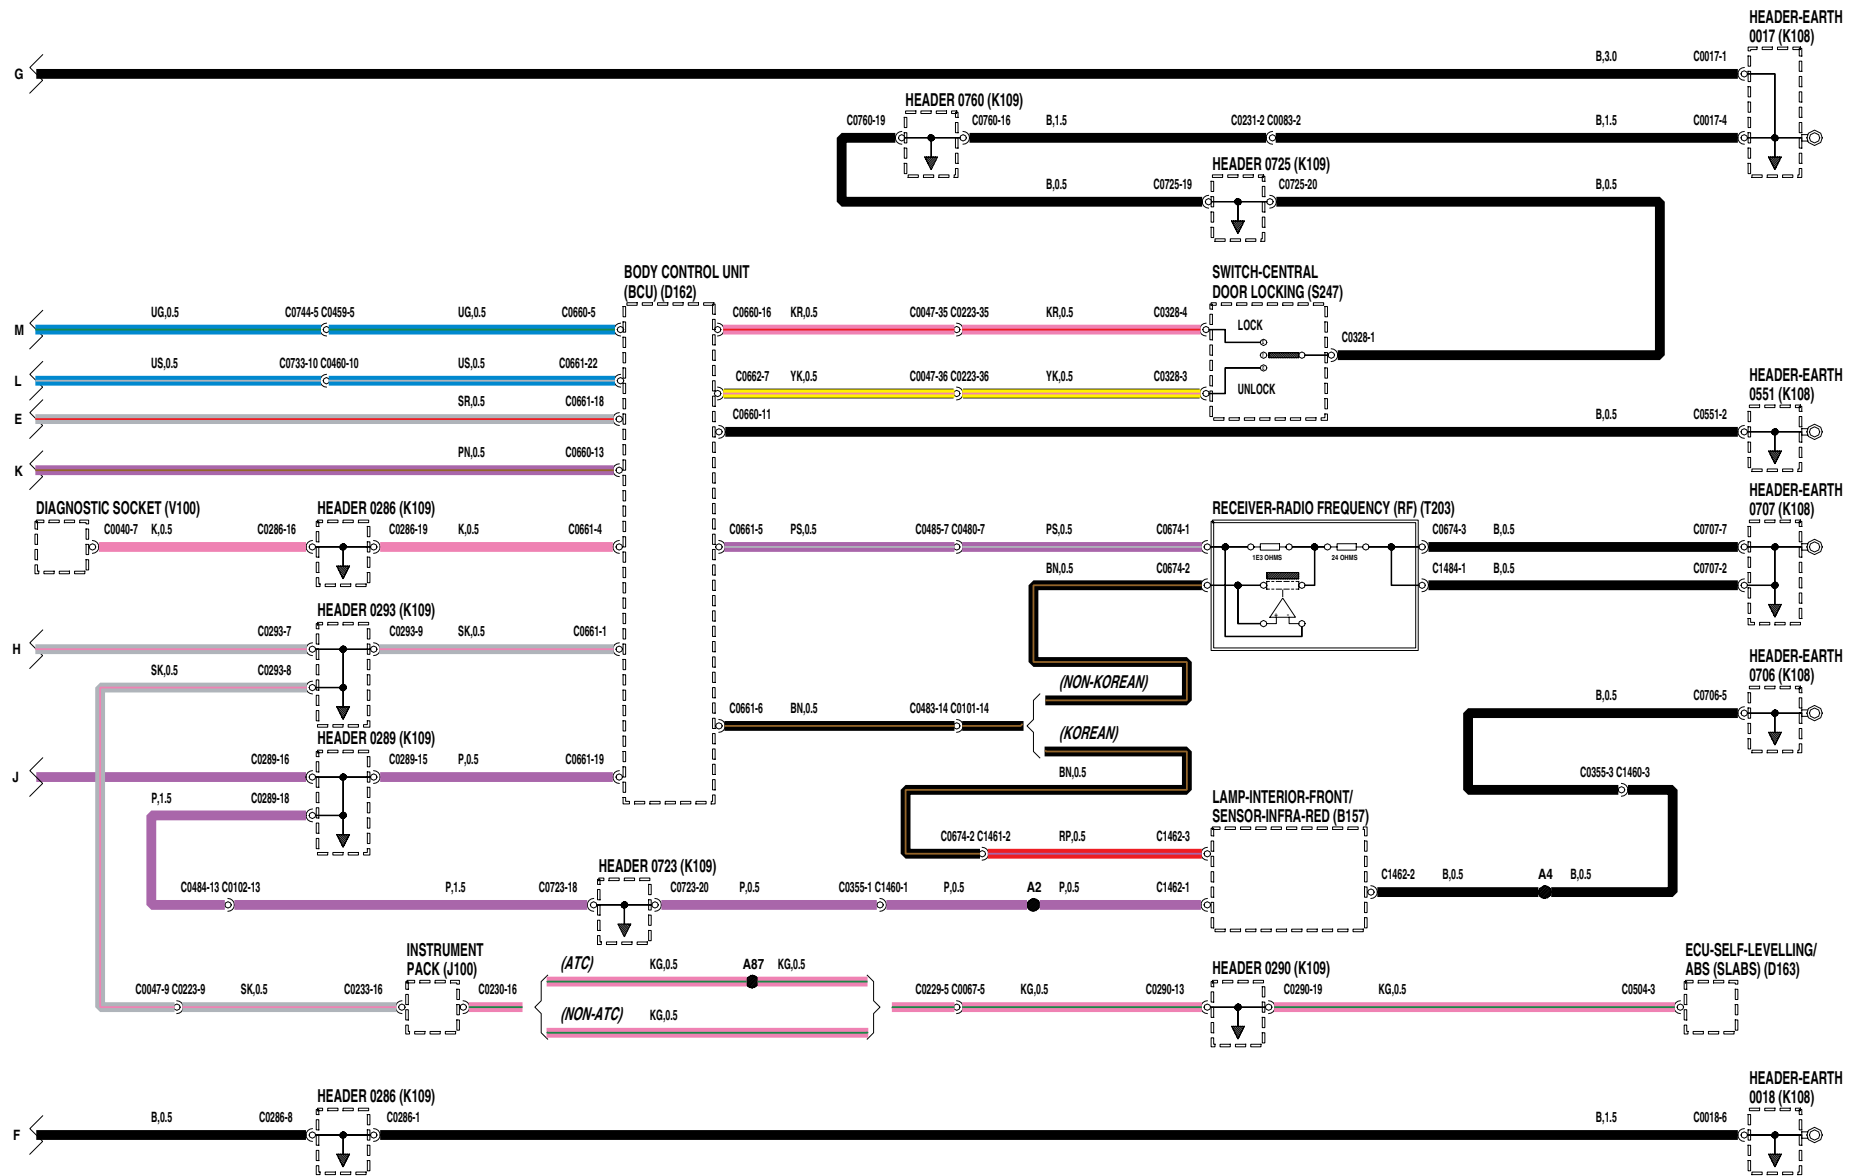 HEADER-EARTH
0017 (K108)
G
B,3.0
C0017-1
HEADER 0760 (K109)
C0760-19
C0760-16
B,1.5
C0231-2 C0083-2
B,1.5
C0017-4
HEADER 0725 (K109)
B,0.5
C0725-19
C0725-20
B,0.5
BODY CONTROL UNIT
(BCU) (D162)
SWITCH-CENTRAL
DOOR LOCKING (S247)
M
UG,0.5
C0744-5 C0459-5
UG,0.5
C0660-5
C0660-16
KR,0.5
C0047-35 C0223-35
KR,0.5
C0328-4
LOCK
C0328-1
L
US,0.5
C0733-10 C0460-10
US,0.5
C0661-22
C0662-7
YK,0.5
C0047-36 C0223-36
YK,0.5
C0328-3
UNLOCK
HEADER-EARTH
0551 (K108)
E
SR,0.5
C0661-18
C0660-11
B,0.5
C0551-2
K
PN,0.5
C0660-13
HEADER-EARTH
0707 (K108)
DIAGNOSTIC SOCKET (V100)
HEADER 0286 (K109)
RECEIVER-RADIO FREQUENCY (RF) (T203)
C0040-7
K,0.5
C0286-16
C0286-19
K,0.5
C0661-4
C0661-5
PS,0.5
C0485-7 C0480-7
PS,0.5
C0674-1
1E3 OHMS
24 OHMS
C0674-3
B,0.5
C0707-7
BN,0.5
C0674-2
C1484-1
B,0.5
C0707-2
HEADER 0293 (K109)
H
C0293-7
C0293-9
SK,0.5
C0661-1
HEADER-EARTH
0706 (K108)
SK,0.5
C0293-8
(NON-KOREAN)
B,0.5
C0706-5
C0661-6
BN,0.5
C0483-14 C0101-14
(KOREAN)
HEADER 0289 (K109)
J
C0289-16
C0289-15
P,0.5
C0661-19
BN,0.5
C0355-3 C1460-3
P,1.5
C0289-18
LAMP-INTERIOR-FRONT/
SENSOR-INFRA-RED (B157)
C0674-2 C1461-2
RP,0.5
C1462-3
HEADER 0723 (K109)
C0484-13 C0102-13
P,1.5
C0723-18
C0723-20
P,0.5
C0355-1 C1460-1
P,0.5
A2
P,0.5
C1462-1
C1462-2
B,0.5
A4
B,0.5
INSTRUMENT
PACK (J100)
(ATC)
KG,0.5
A87
KG,0.5
HEADER 0290 (K109)
ECU-SELF-LEVELLING/
ABS (SLABS) (D163)
C0047-9 C0223-9
SK,0.5
C0233-16
C0230-16
(NON-ATC)
KG,0.5
C0229-5 C0067-5
KG,0.5
C0290-13
C0290-19
KG,0.5
C0504-3
HEADER-EARTH
0018 (K108)
HEADER 0286 (K109)
F
B,0.5
C0286-8
C0286-1
B,1.5
C0018-6